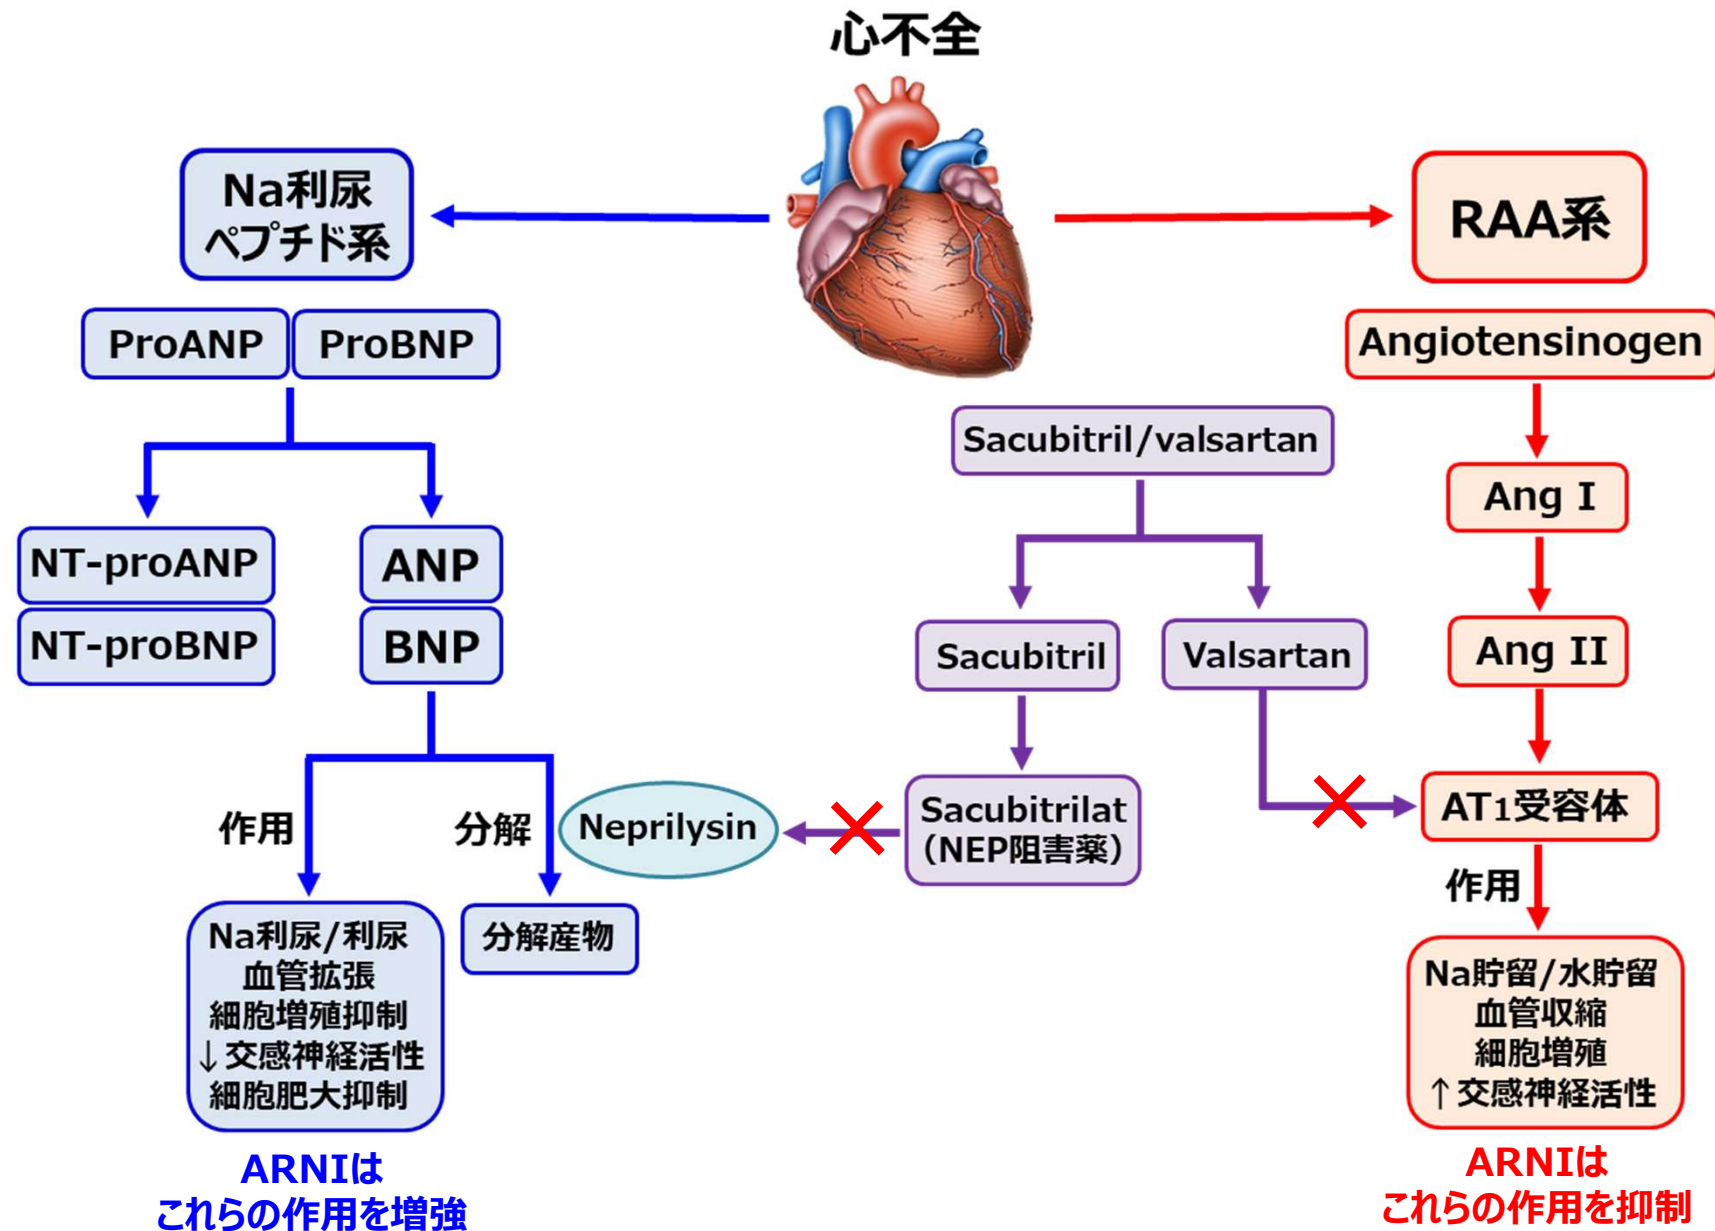 心不全
Na利尿
ペプチド系
RAA系
ProANP
ProBNP
Angiotensinogen
Sacubitril/valsartan
Ang I
NT-proANP
ANP
NT-proBNP
BNP
Sacubitril
Valsartan
Ang II
作用
分解
Neprilysin
Sacubitrilat
（NEP阻害薬）
AT1受容体
作用
Na利尿/利尿
血管拡張
細胞増殖抑制
↓交感神経活性
細胞肥大抑制
分解産物
Na貯留/水貯留
血管収縮
細胞増殖
↑交感神経活性
ARNIは
これらの作用を増強
ARNIは
これらの作用を抑制